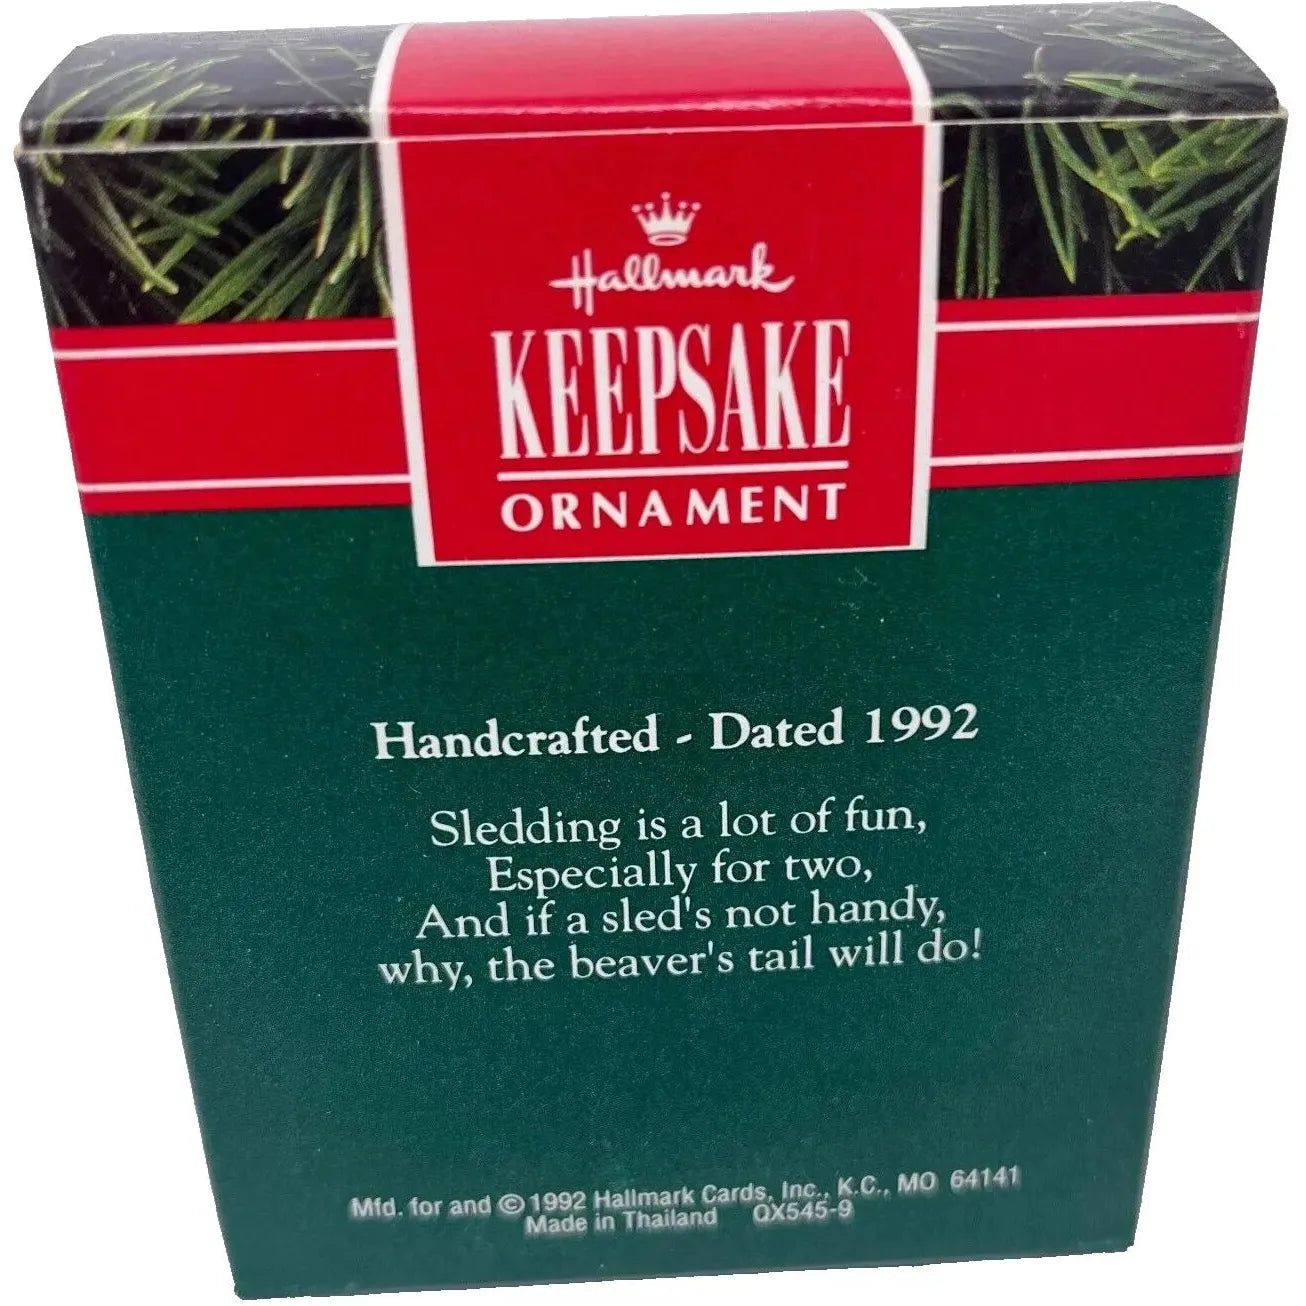 Hallmark
KEEPSAKE
ORNAMENT
Handcrafted - Dated 1992
Sledding is a lot of fun,
Especially for two,
And if a sled's not handy,
why, the beaver's tail will do!
Mfd. for and © 1992 Hallmark Cards, Inc., K.C., MO 64141
Made in Thailand QX545-9